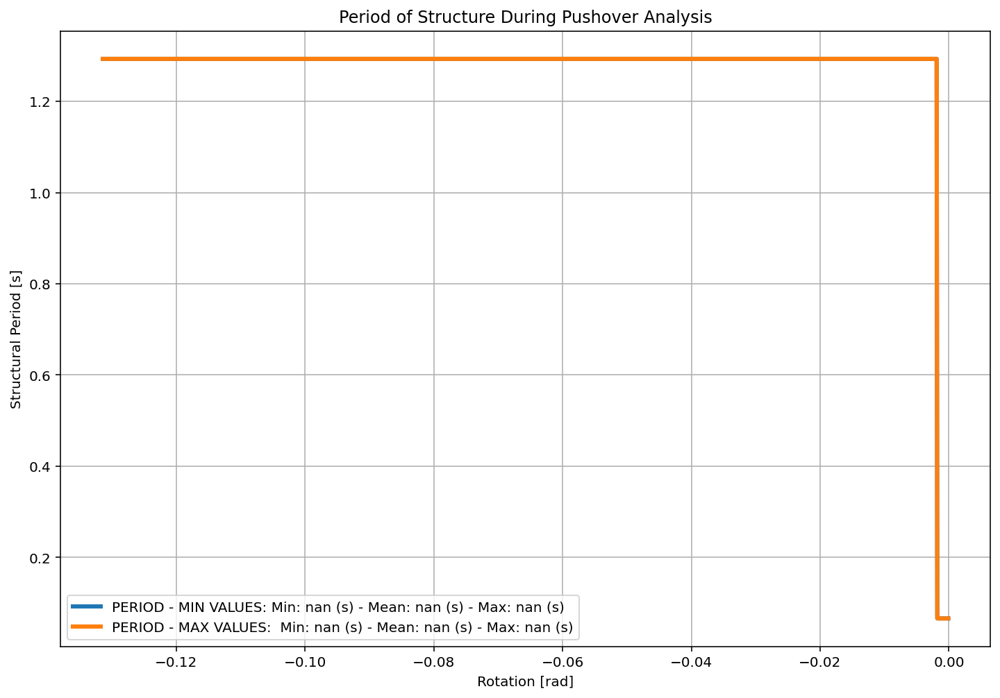 Period of Structure During Pushover Analysis
Structural Period [s]
1.2
1.0
0.8
0.6
0.4
0.2
PERIOD - MIN VALUES: Min: nan (s) - Mean: nan (s) - Max: nan (s)
PERIOD - MAX VALUES:  Min: nan (s) - Mean: nan (s) - Max: nan (s)
−0.12 −0.10 −0.08 −0.06 −0.04 −0.02 0.00
Rotation [rad]